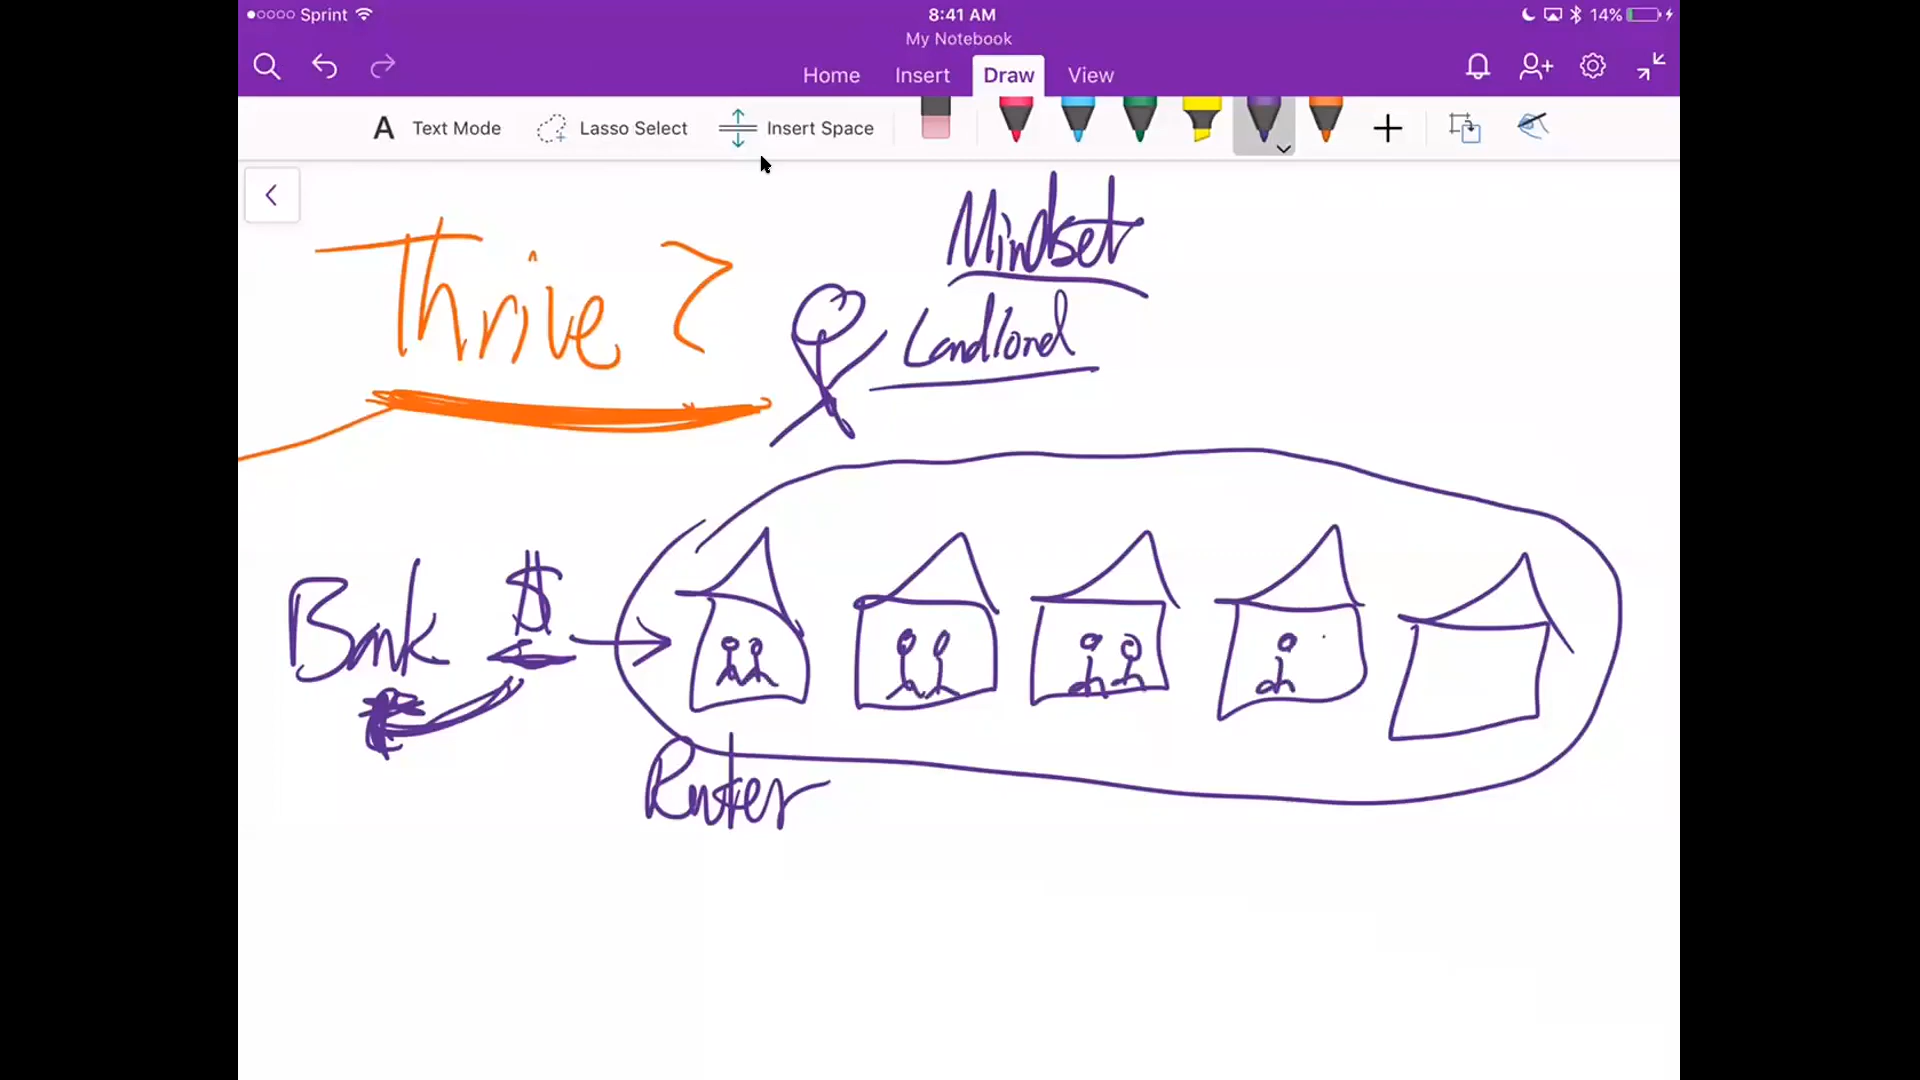 Sprint 8:41 AM 14%
My Notebook
Home Insert Draw View
A Text Mode Lasso Select Insert Space
Mindset
Thrive ?
Landlord
Bank $
Renter